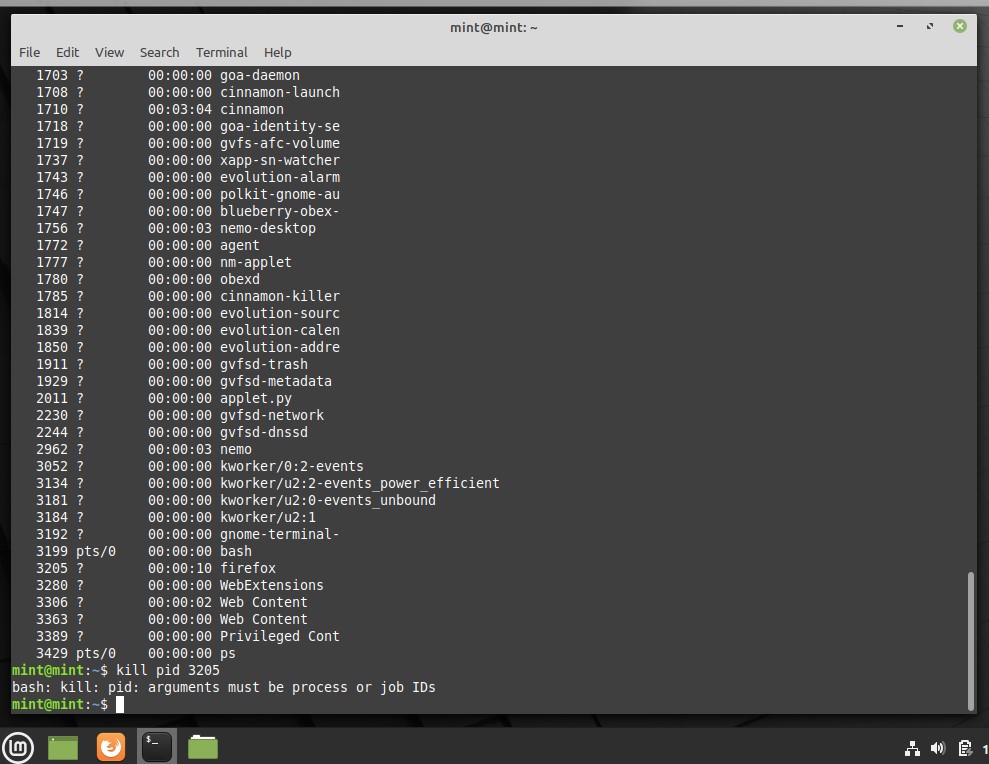 mint@mint: ~
File Edit View Search Terminal Help
1703 ? 00:00:00 goa-daemon
1708 ? 00:00:00 cinnamon-launch
1710 ? 00:03:04 cinnamon
1718 ? 00:00:00 goa-identity-se
1719 ? 00:00:00 gvfs-afc-volume
1737 ? 00:00:00 xapp-sn-watcher
1743 ? 00:00:00 evolution-alarm
1746 ? 00:00:00 polkit-gnome-au
1747 ? 00:00:00 blueberry-obex-
1756 ? 00:00:03 nemo-desktop
1772 ? 00:00:00 agent
1777 ? 00:00:00 nm-applet
1780 ? 00:00:00 obexd
1785 ? 00:00:00 cinnamon-killer
1814 ? 00:00:00 evolution-sourc
1839 ? 00:00:00 evolution-calen
1850 ? 00:00:00 evolution-addre
1911 ? 00:00:00 gvfsd-trash
1929 ? 00:00:00 gvfsd-metadata
2011 ? 00:00:00 applet.py
2230 ? 00:00:00 gvfsd-network
2244 ? 00:00:00 gvfsd-dnssd
2962 ? 00:00:03 nemo
3052 ? 00:00:00 kworker/0:2-events
3134 ? 00:00:00 kworker/u2:2-events_power_efficient
3181 ? 00:00:00 kworker/u2:0-events_unbound
3184 ? 00:00:00 kworker/u2:1
3192 ? 00:00:00 gnome-terminal-
3199 pts/0 00:00:00 bash
3205 ? 00:00:10 firefox
3280 ? 00:00:00 WebExtensions
3306 ? 00:00:02 Web Content
3363 ? 00:00:00 Web Content
3389 ? 00:00:00 Privileged Cont
3429 pts/0 00:00:00 ps
mint@mint:~$ kill pid 3205
bash: kill: pid: arguments must be process or job IDs
mint@mint:~$
$_
1